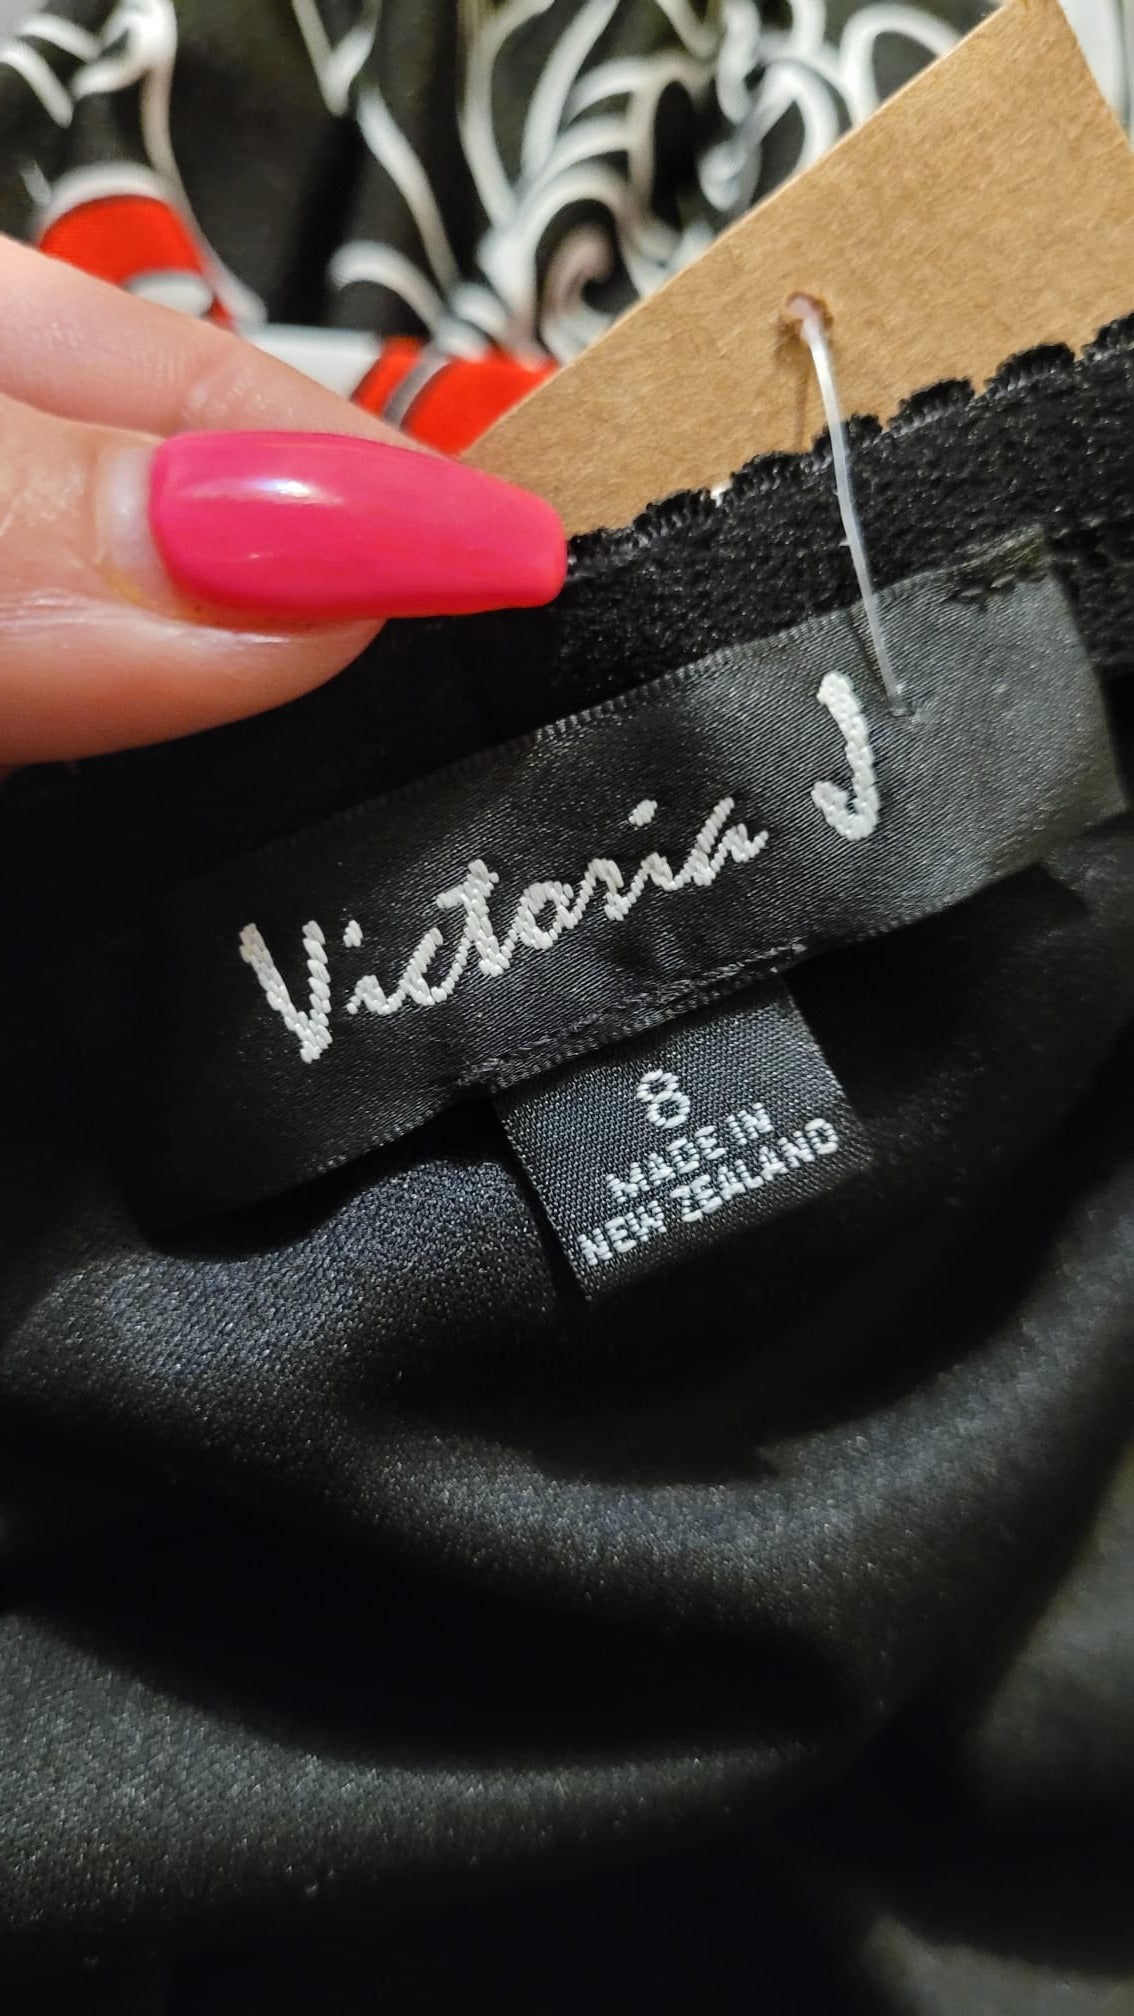 Victoria J
8
MADE IN
NEW ZEALAND